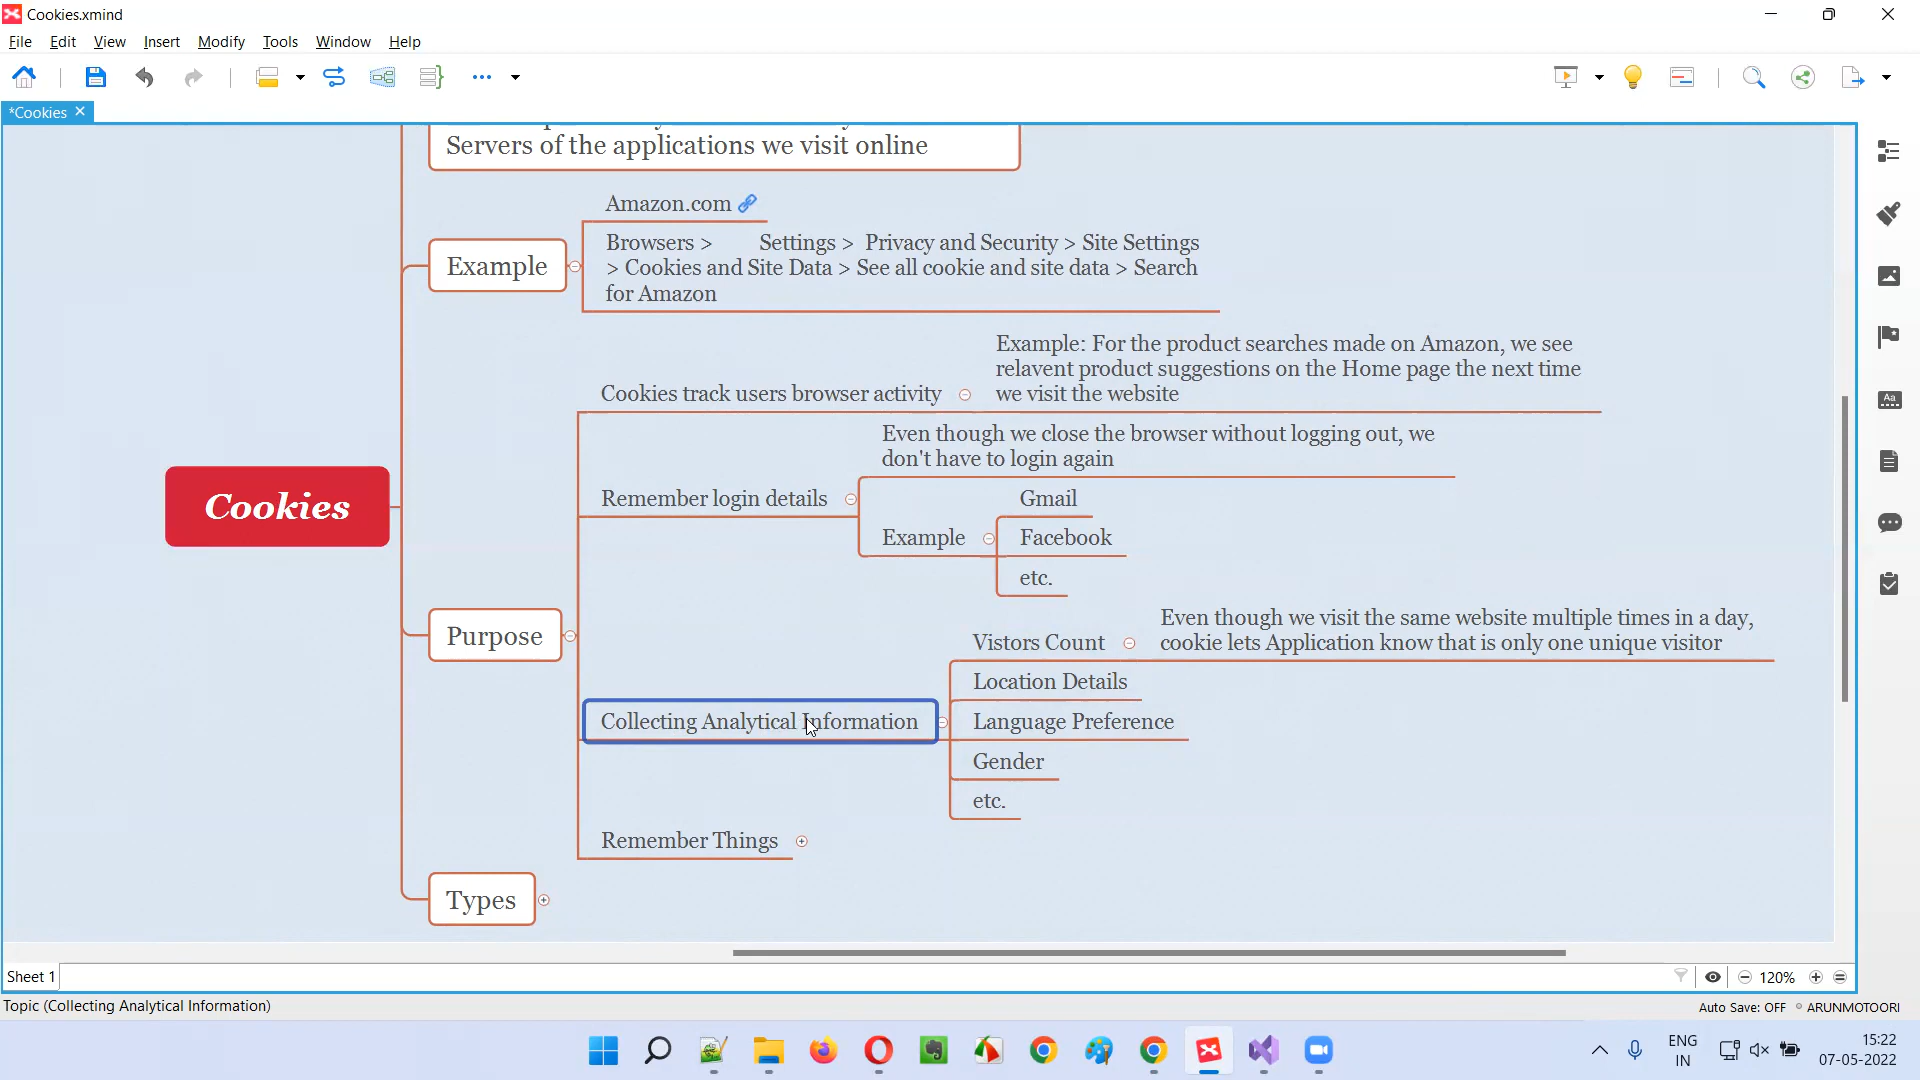 Cookies.xmind
File Edit View Insert Modify Tools Window Help
*Cookies
Servers of the applications we visit online
Amazon.com
Example
Browsers > Settings > Privacy and Security > Site Settings
> Cookies and Site Data > See all cookie and site data > Search
for Amazon
Cookies track users browser activity
Example: For the product searches made on Amazon, we see
relavent product suggestions on the Home page the next time
we visit the website
Even though we close the browser without logging out, we
don't have to login again
Remember login details
Gmail
Example
Facebook
etc.
Cookies
Purpose
Vistors Count
Even though we visit the same website multiple times in a day,
cookie lets Application know that is only one unique visitor
Location Details
Collecting Analytical Information
Language Preference
Gender
etc.
Remember Things
Types
Sheet 1
120%
Topic (Collecting Analytical Information)
Auto Save: OFF
ARUNMOTOORI
ENG
IN
15:22
07-05-2022